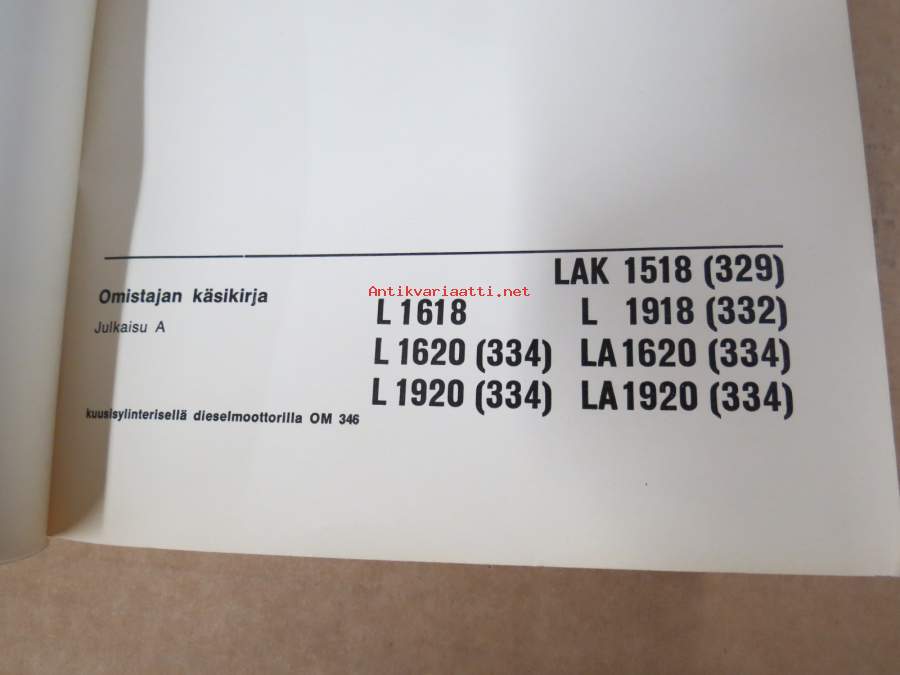 Omistajan käsikirja
Julkaisu A
kuusisylinterisellä dieselmoottorilla OM 346
Antikvariaatti.net
LAK 1518 (329)
L 1618 L 1918 (332)
L 1620 (334) LA 1620 (334)
L 1920 (334) LA 1920 (334)